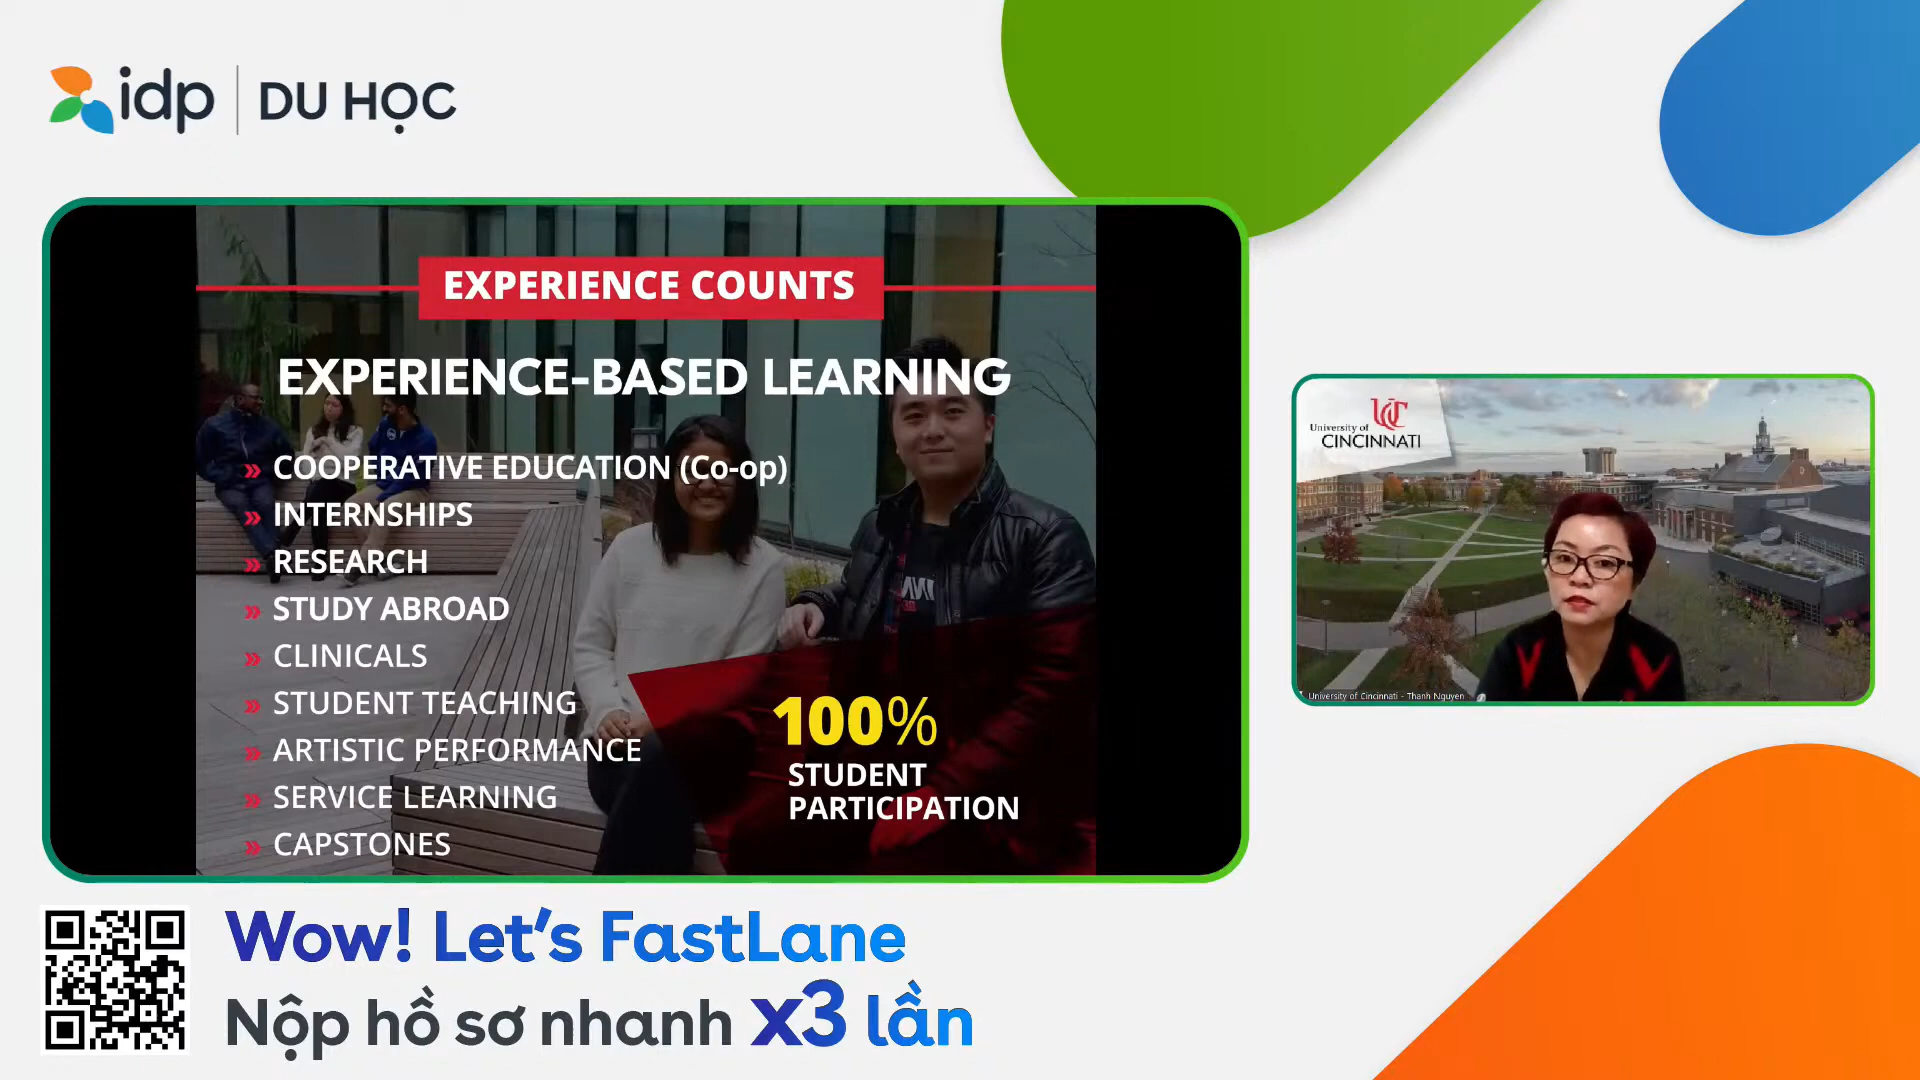 idp | DU HỌC
EXPERIENCE COUNTS
EXPERIENCE-BASED LEARNING
» COOPERATIVE EDUCATION (Co-op)
» INTERNSHIPS
» RESEARCH
» STUDY ABROAD
» CLINICALS
» STUDENT TEACHING
» ARTISTIC PERFORMANCE
» SERVICE LEARNING
» CAPSTONES
100%
STUDENT
PARTICIPATION
UC
University of
CINCINNATI
University of Cincinnati - Thanh Nguyen
Wow! Let's FastLane
Nộp hồ sơ nhanh x3 lần